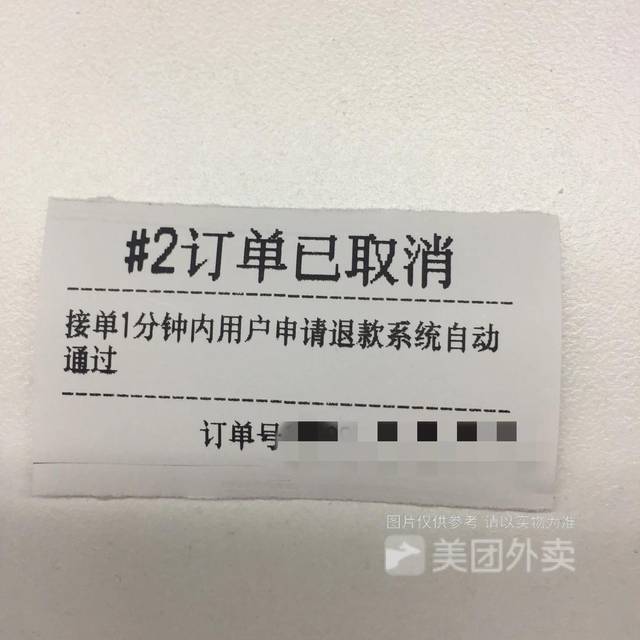 #2订单已取消
接单1分钟内用户申请退款系统自动
通过
订单号
图片仅供参考 请以实物为准
美团外卖